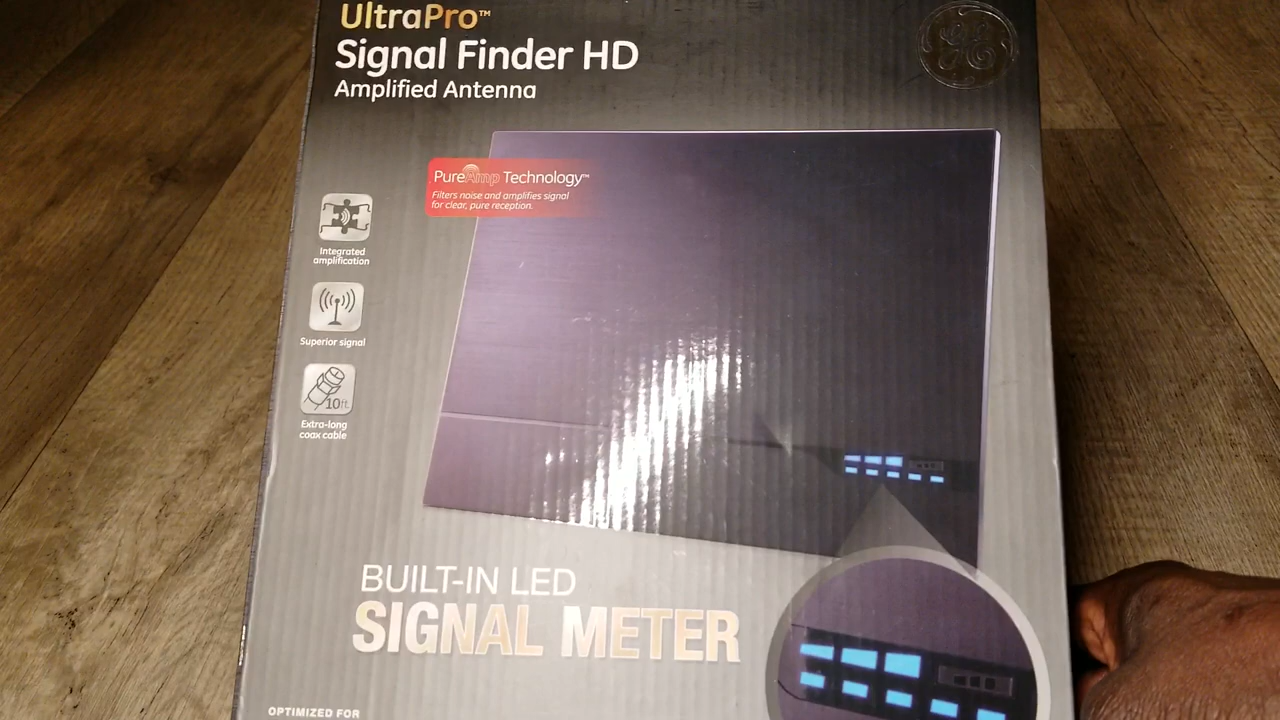 UltraPro™
Signal Finder HD
Amplified Antenna
GE
PureAmp Technology™
Filters noise and amplifies signal
for clear, pure reception.
Integrated
amplification
Superior signal
10ft.
Extra-long
coax cable
BUILT-IN LED
SIGNAL METER
OPTIMIZED FOR